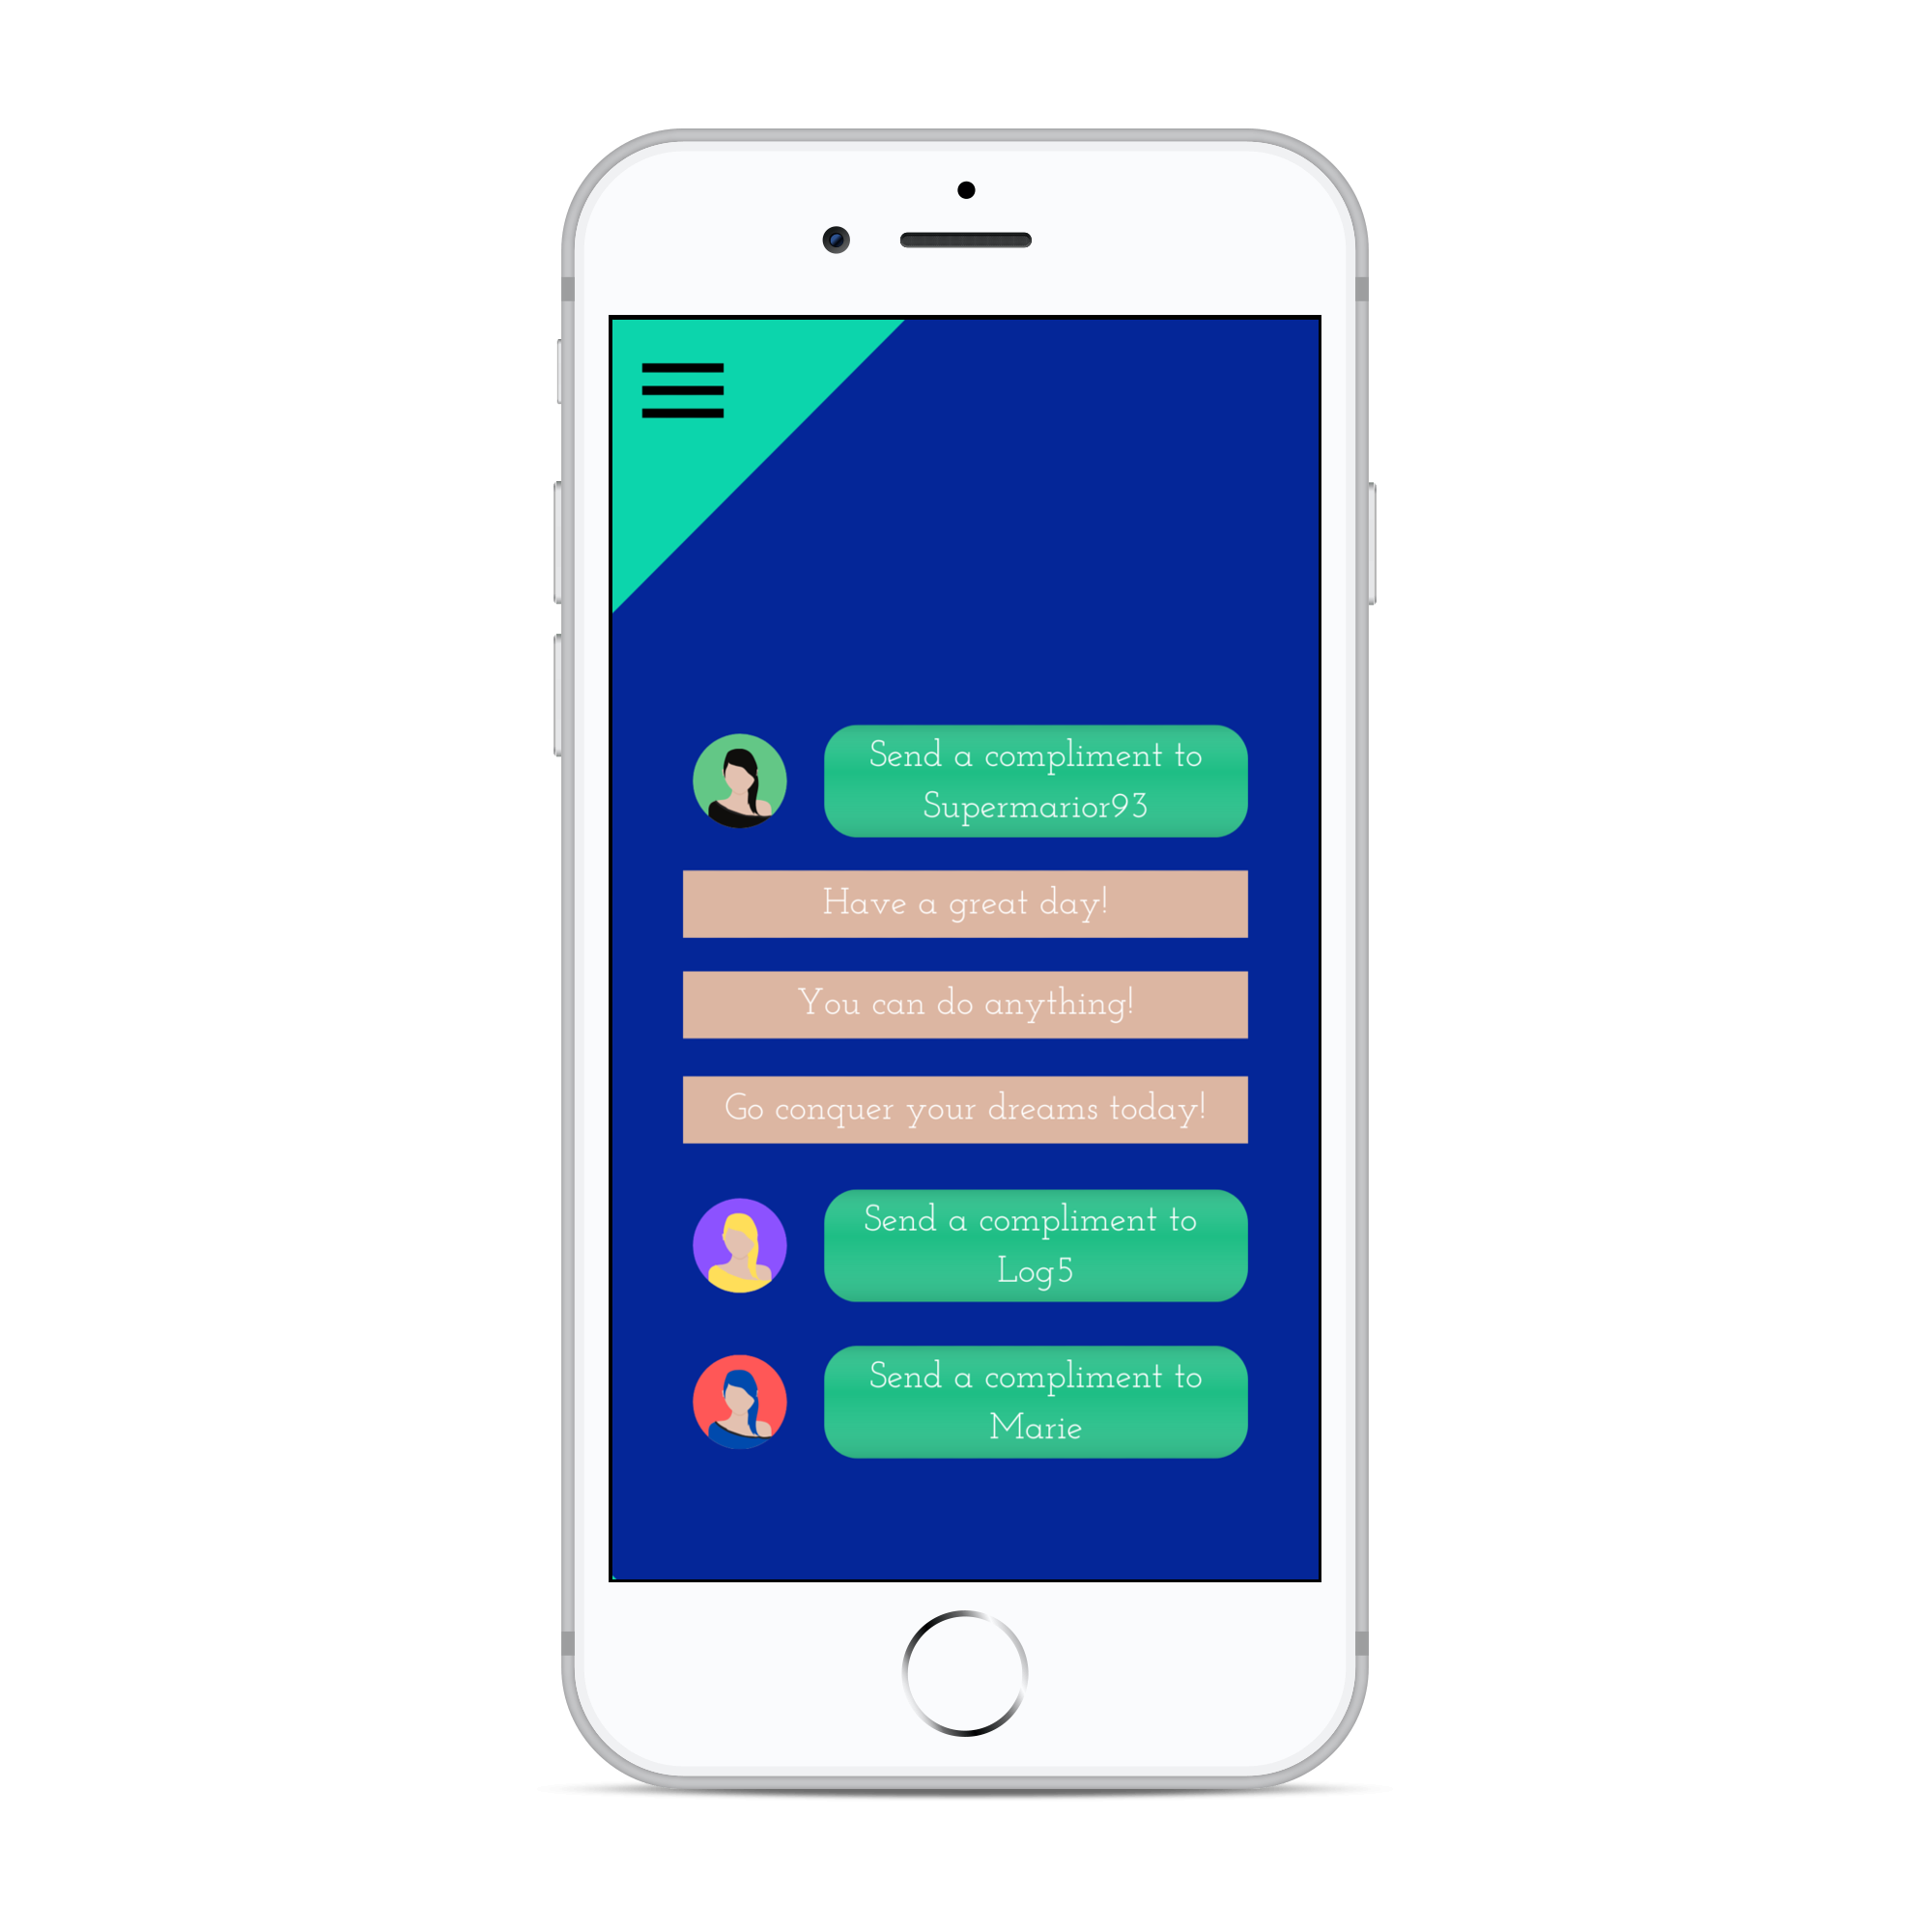 Send a compliment to
Supermarior93
Have a great day!
You can do anything!
Go conquer your dreams today!
Send a compliment to
Log5
Send a compliment to
Marie